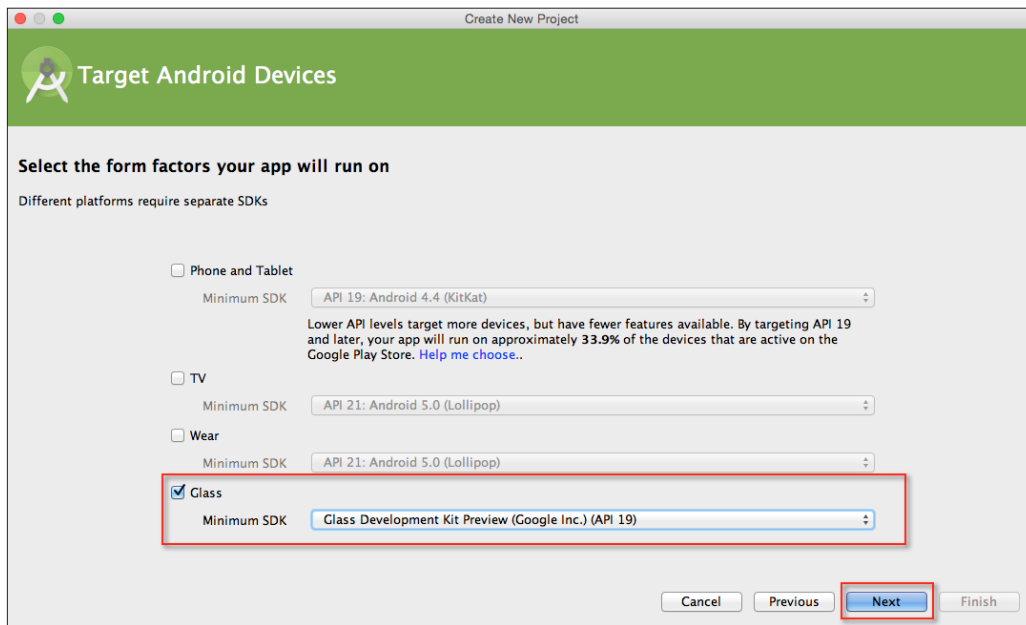 Create New Project
Target Android Devices
Select the form factors your app will run on
Different platforms require separate SDKs
Phone and Tablet
Minimum SDK API 19: Android 4.4 (KitKat)
Lower API levels target more devices, but have fewer features available. By targeting API 19
and later, your app will run on approximately 33.9% of the devices that are active on the
Google Play Store. Help me choose..
TV
Minimum SDK API 21: Android 5.0 (Lollipop)
Wear
Minimum SDK API 21: Android 5.0 (Lollipop)
Glass
Minimum SDK Glass Development Kit Preview (Google Inc.) (API 19)
Cancel Previous Next Finish